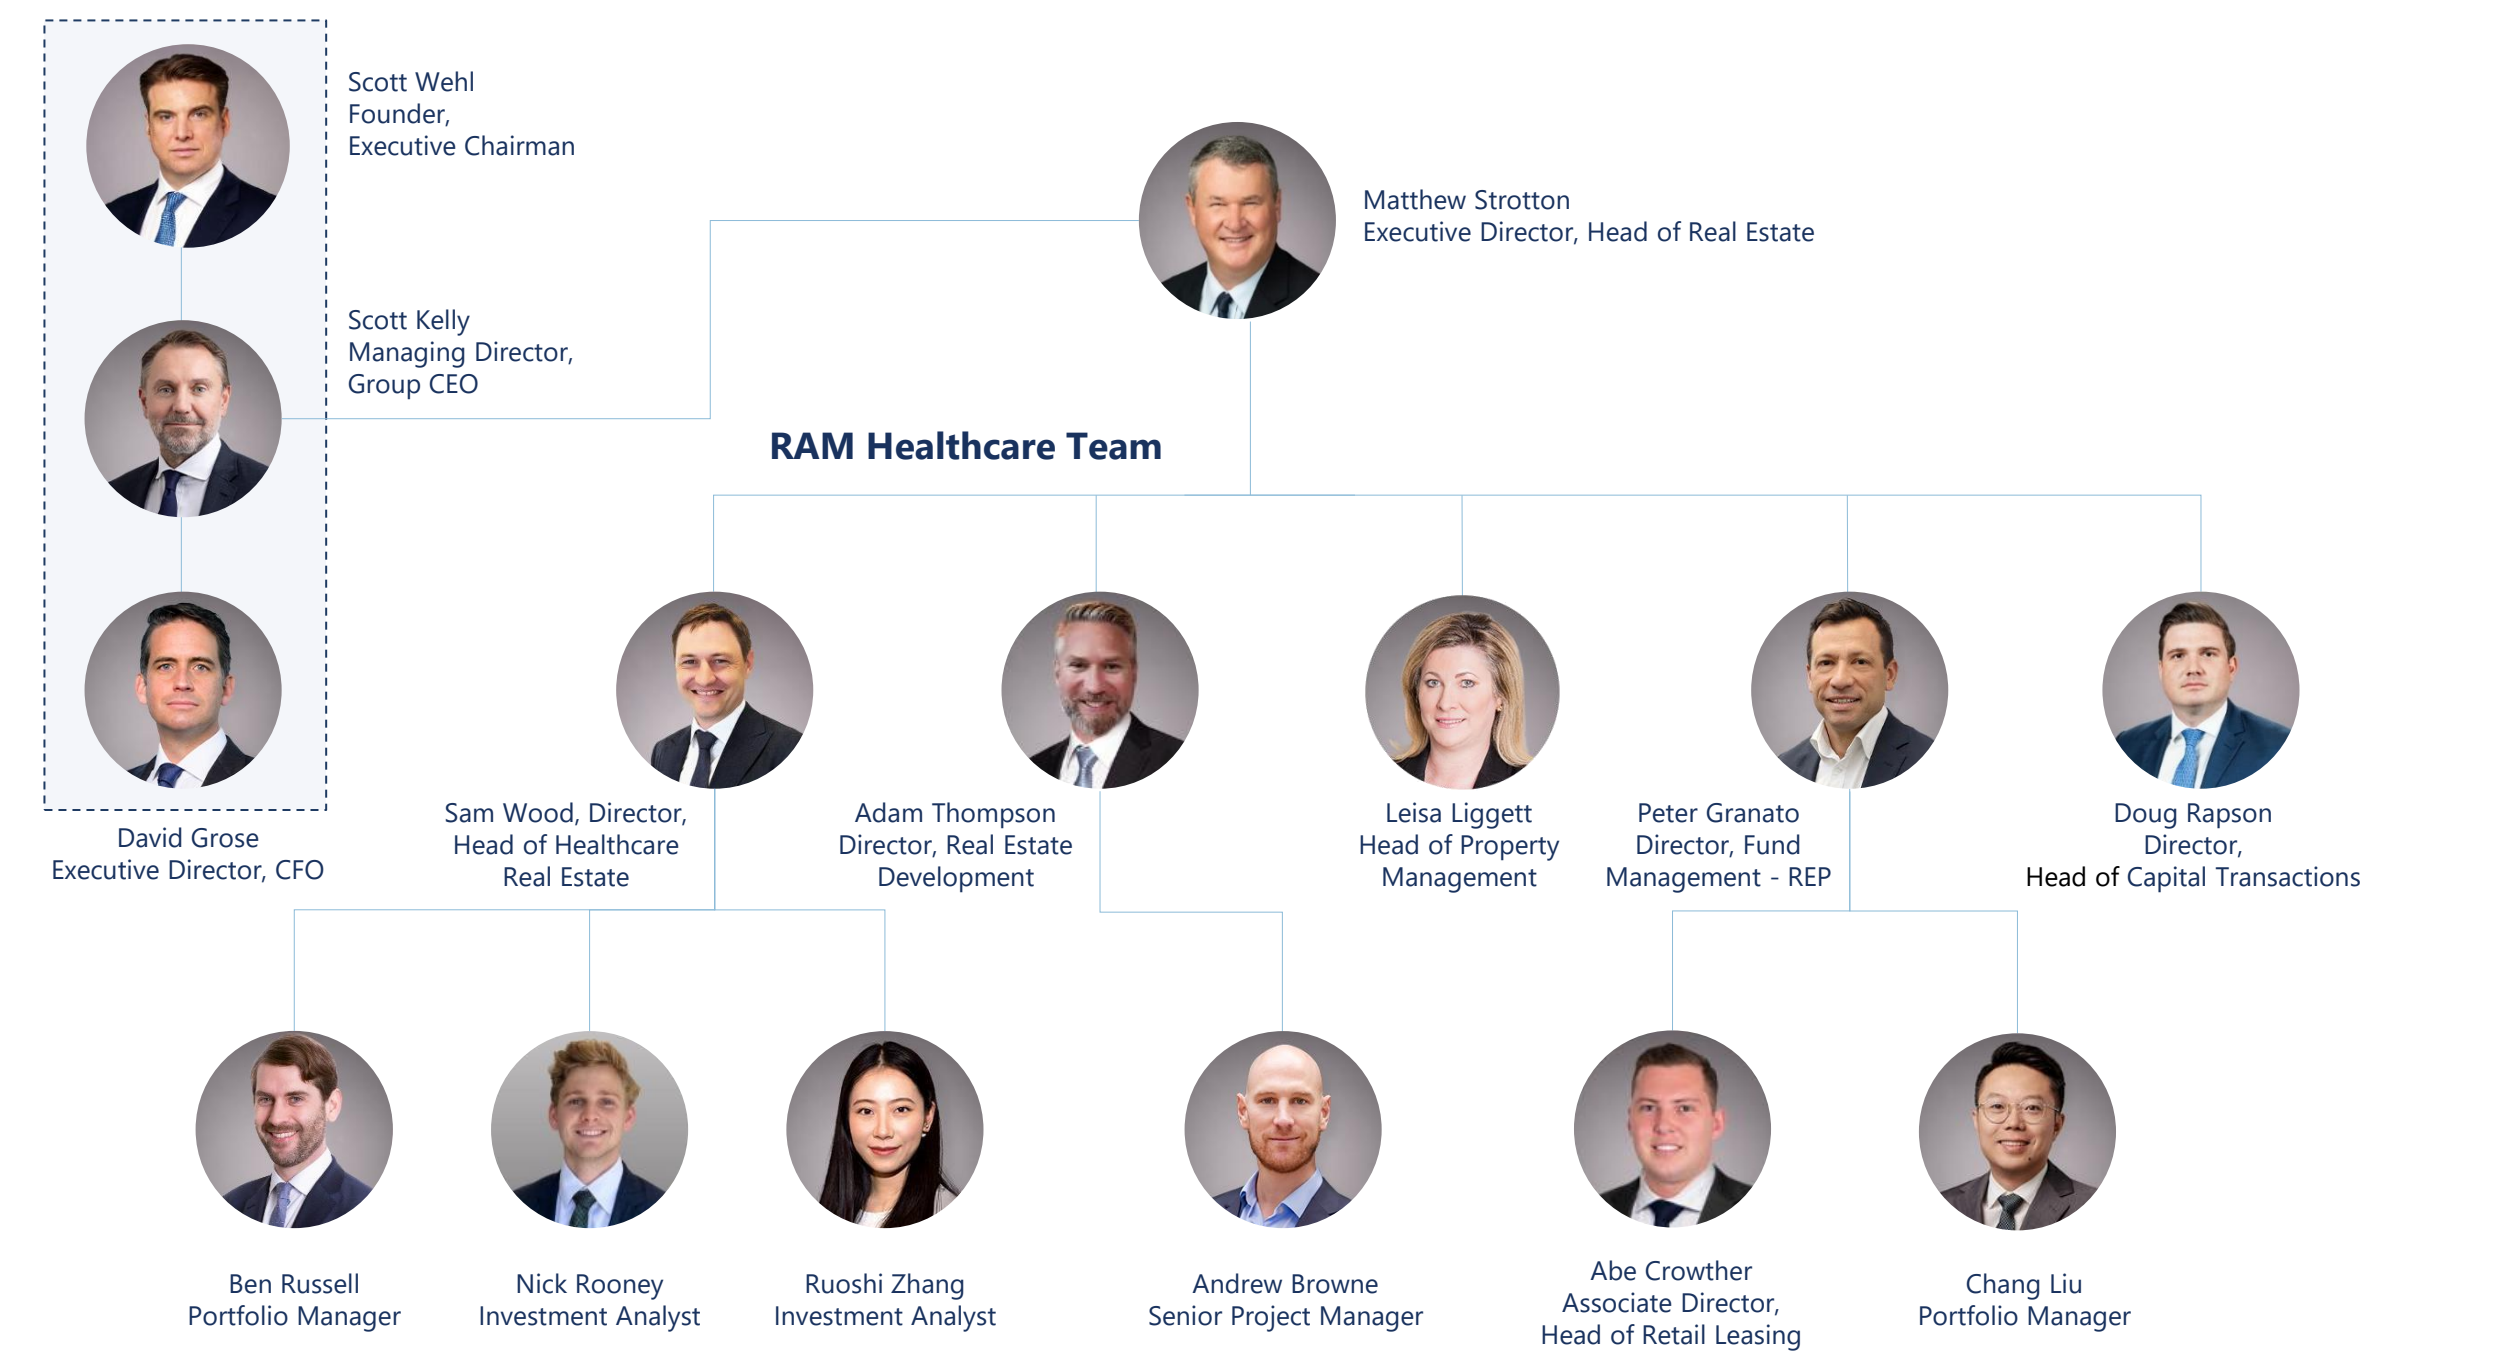 Scott Wehl
Founder,
Executive Chairman
Matthew Strotton
Executive Director, Head of Real Estate
Scott Kelly
Managing Director,
Group CEO
RAM Healthcare Team
David Grose
Executive Director, CFO
Sam Wood, Director,
Head of Healthcare
Real Estate
Adam Thompson
Director, Real Estate
Development
Leisa Liggett
Head of Property
Management
Peter Granato
Director, Fund
Management - REP
Doug Rapson
Director,
Head of Capital Transactions
Ben Russell
Portfolio Manager
Nick Rooney
Investment Analyst
Ruoshi Zhang
Investment Analyst
Andrew Browne
Senior Project Manager
Abe Crowther
Associate Director,
Head of Retail Leasing
Chang Liu
Portfolio Manager